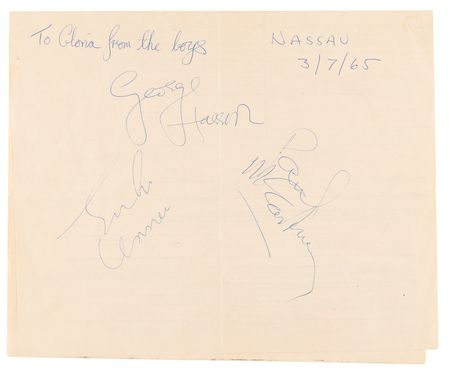 To Gloria from the boys
NASSAU
3/7/65
George
Harrison
Paul
McCartney
John
Lennon